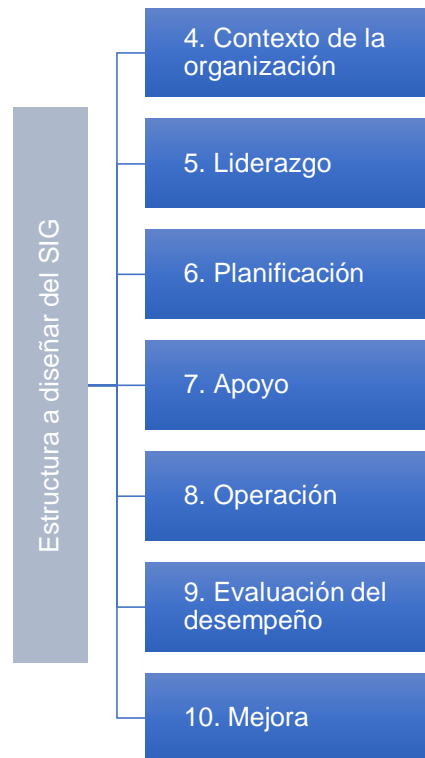 Estructura a diseñar del SIG
4. Contexto de la
organización
5. Liderazgo
6. Planificación
7. Apoyo
8. Operación
9. Evaluación del
desempeño
10. Mejora